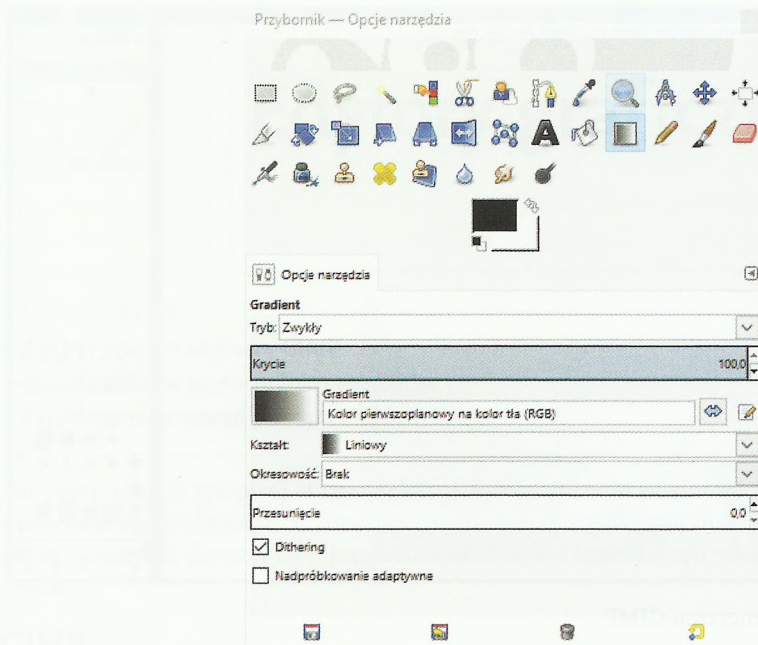 Przybornik — Opcje narzędzia
Opcje narzędzia
Gradient
Tryb: Zwykły
Krycie 100,0
Gradient
Kolor pierwszoplanowy na kolor tła (RGB)
Kształt: Liniowy
Okresowość: Brak
Przesunięcie 0,0
Dithering
Nadpróbkowanie adaptywne